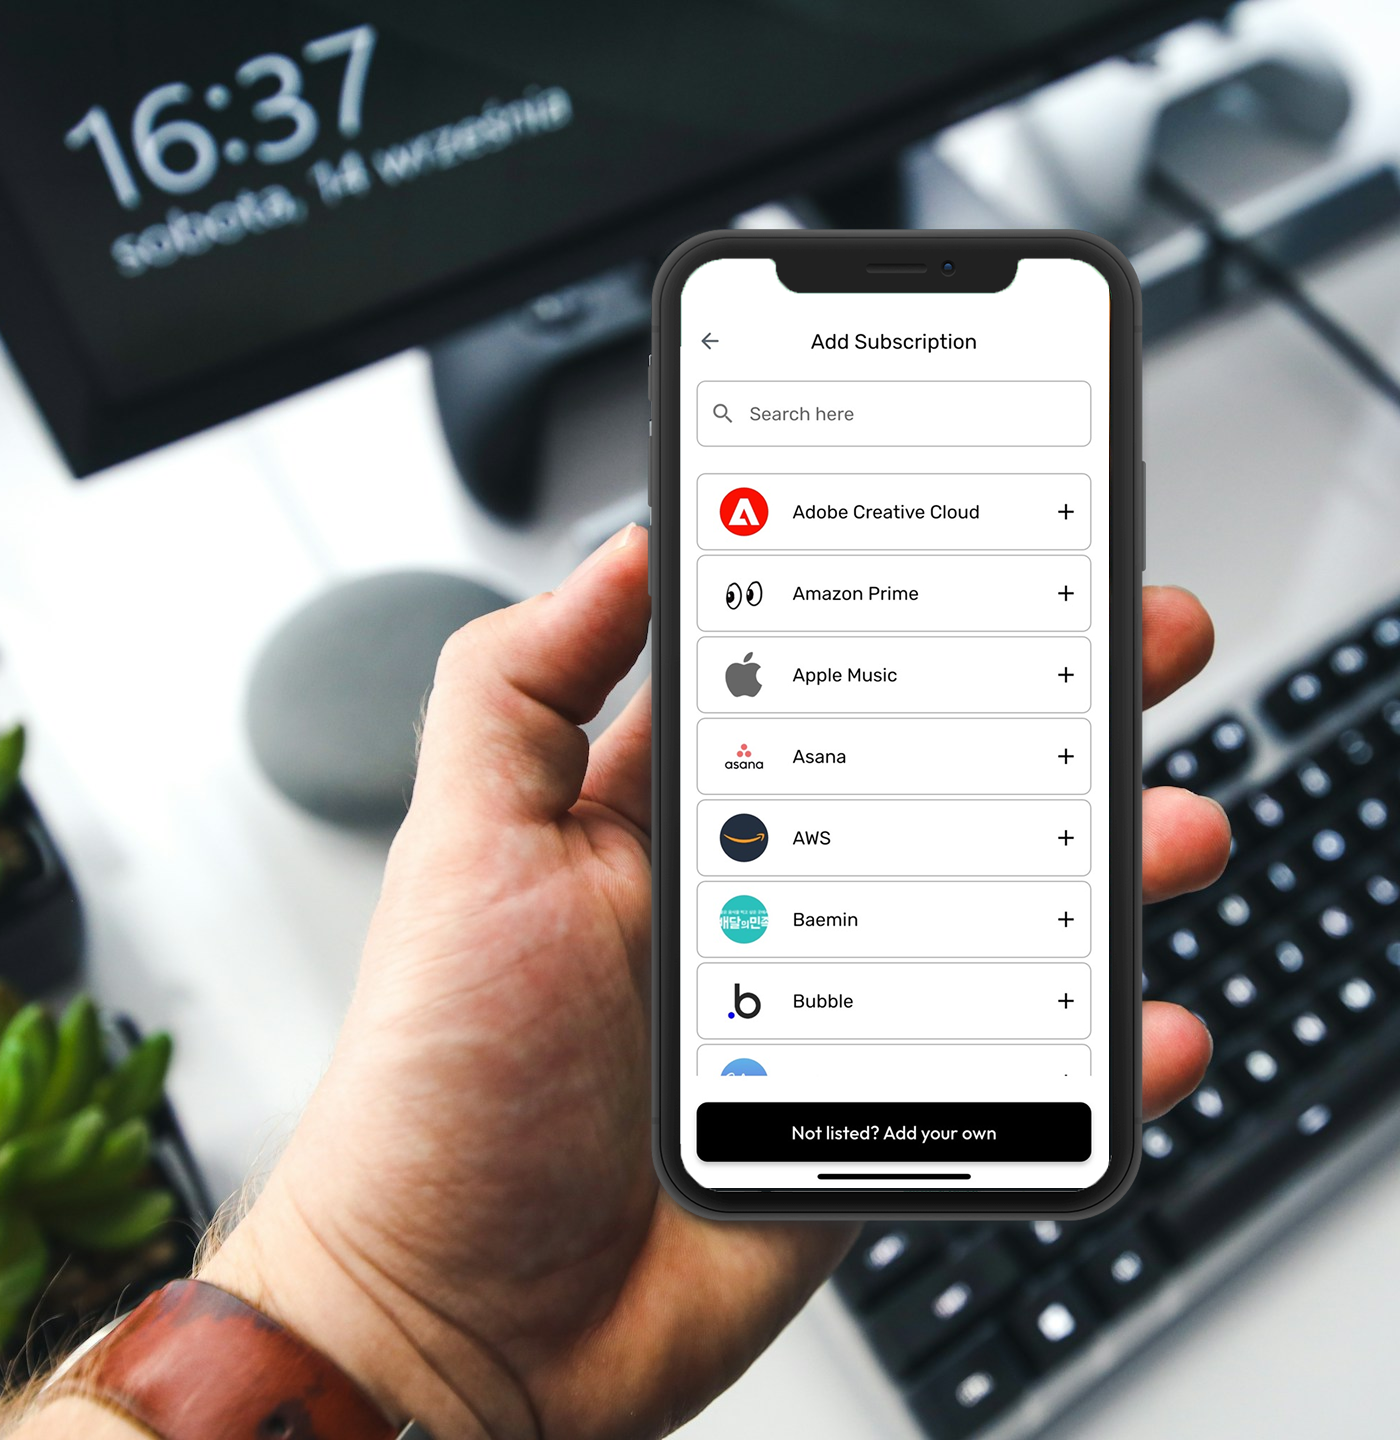 16:37
sobota, 14 września
Add Subscription
Search here
Adobe Creative Cloud
Amazon Prime
Apple Music
asana
Asana
AWS
배달의민족
Baemin
b
Bubble
Not listed? Add your own